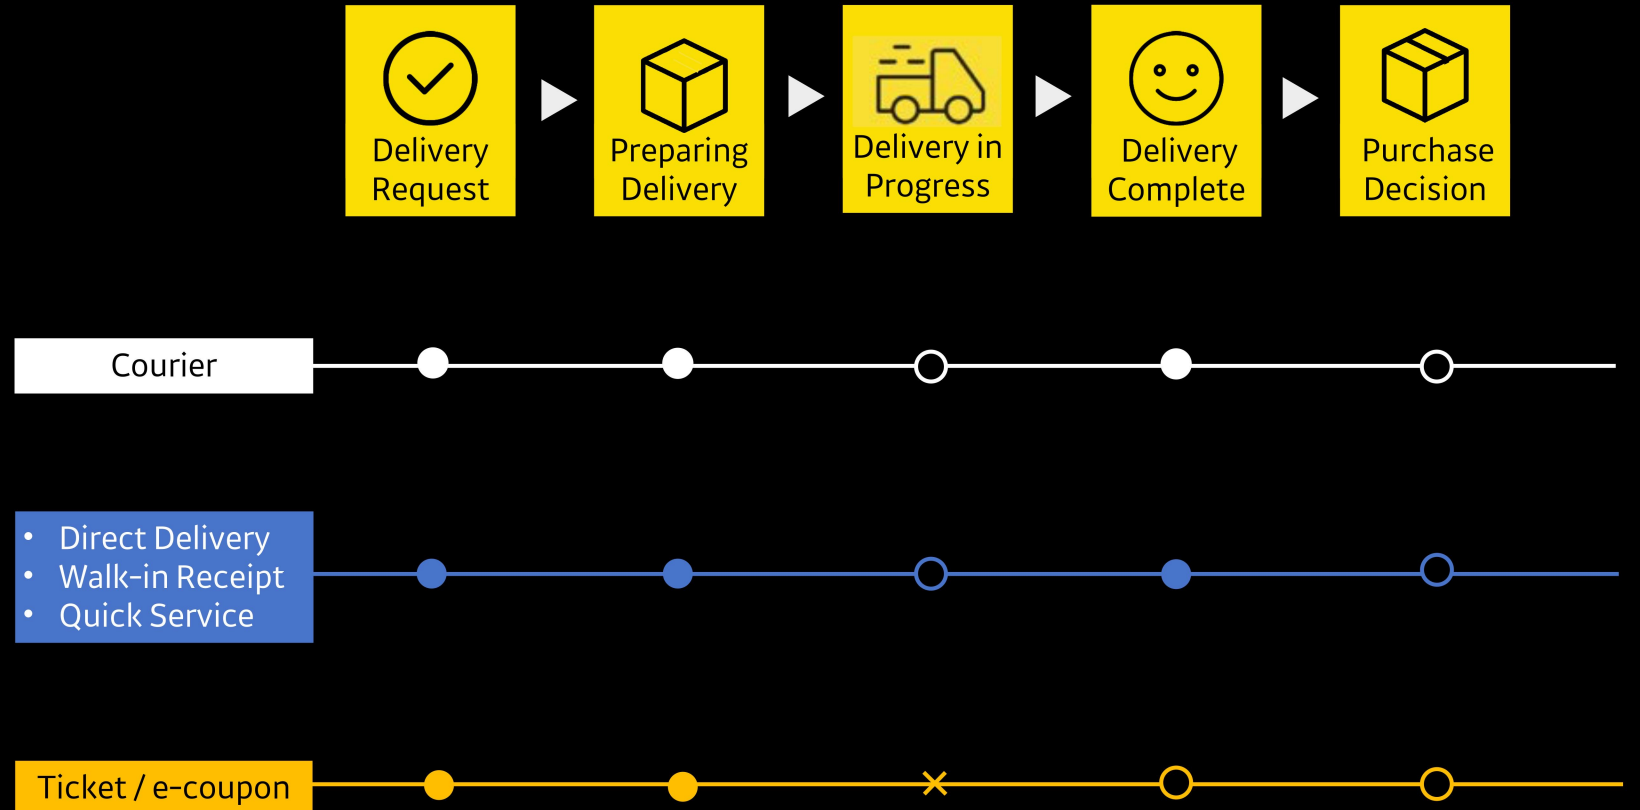 Delivery
Request
Preparing
Delivery
Delivery in
Progress
Delivery
Complete
Purchase
Decision
Courier
• Direct Delivery
• Walk-in Receipt
• Quick Service
Ticket / e-coupon